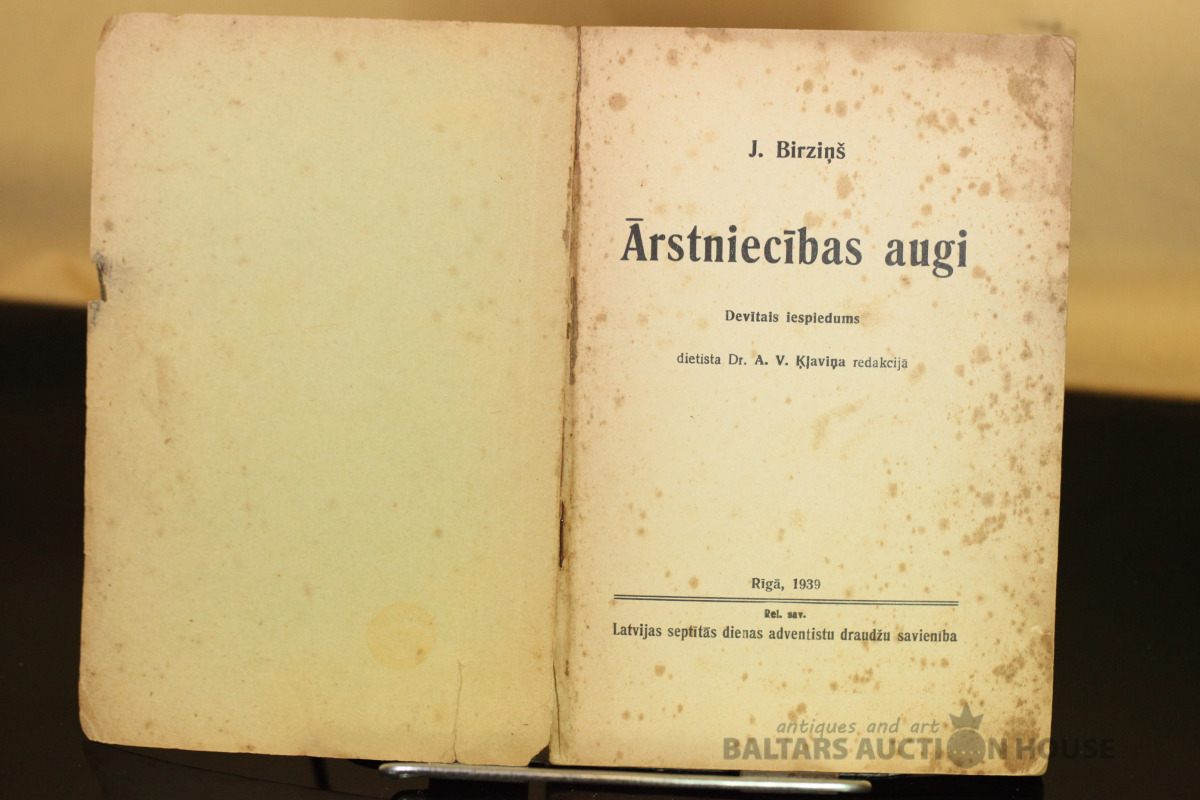 J. Birziņš
Ārstniecības augi
Devītais iespiedums
dietista Dr. A. V. Ķļaviņa redakcijā
Rīgā, 1939
Rel. sav.
Latvijas septītās dienas adventistu draudžu savienība
antiques and art
BALTARS AUCTION HOUSE